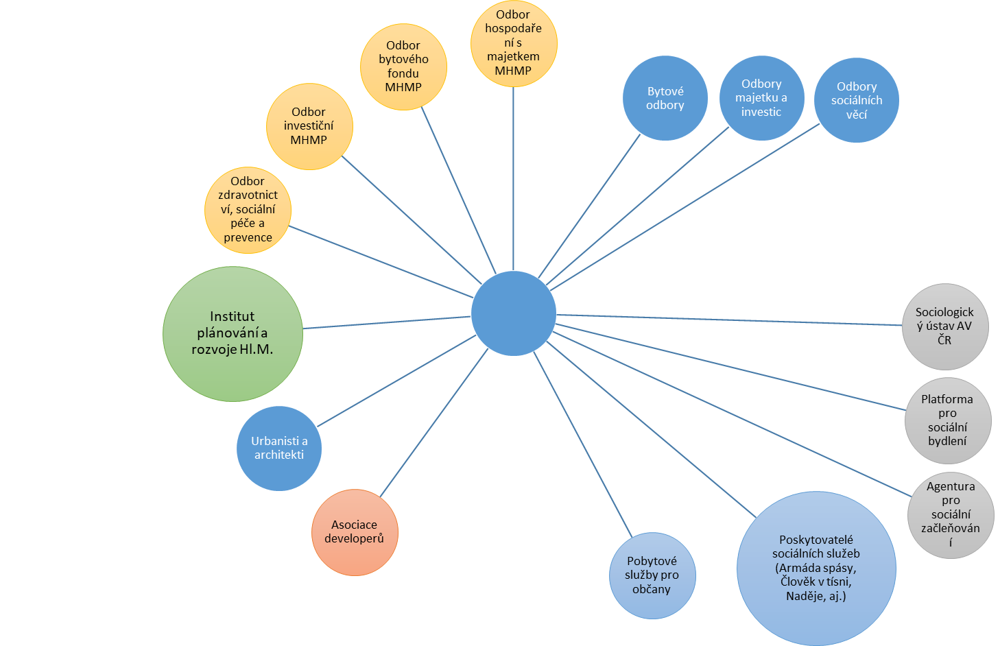 Odbor
hospodaře
ní s
majetkem
MHMP
Odbor
bytového
fondu
MHMP
Odbor
investiční
MHMP
Odbor
zdravotnict
ví, sociální
péče a
prevence
Institut
plánování a
rozvoje Hl.M.
Urbanisti a
architekti
Asociace
developerů
Bytové
odbory
Odbory
majetku a
investic
Odbory
sociálních
věcí
Sociologick
ý ústav AV
ČR
Platforma
pro
sociální
bydlení
Agentura
pro
sociální
začleňován
í
Poskytovatelé
sociálních služeb
(Armáda spásy,
Člověk v tísni,
Naděje, aj.)
Pobytové
služby pro
občany